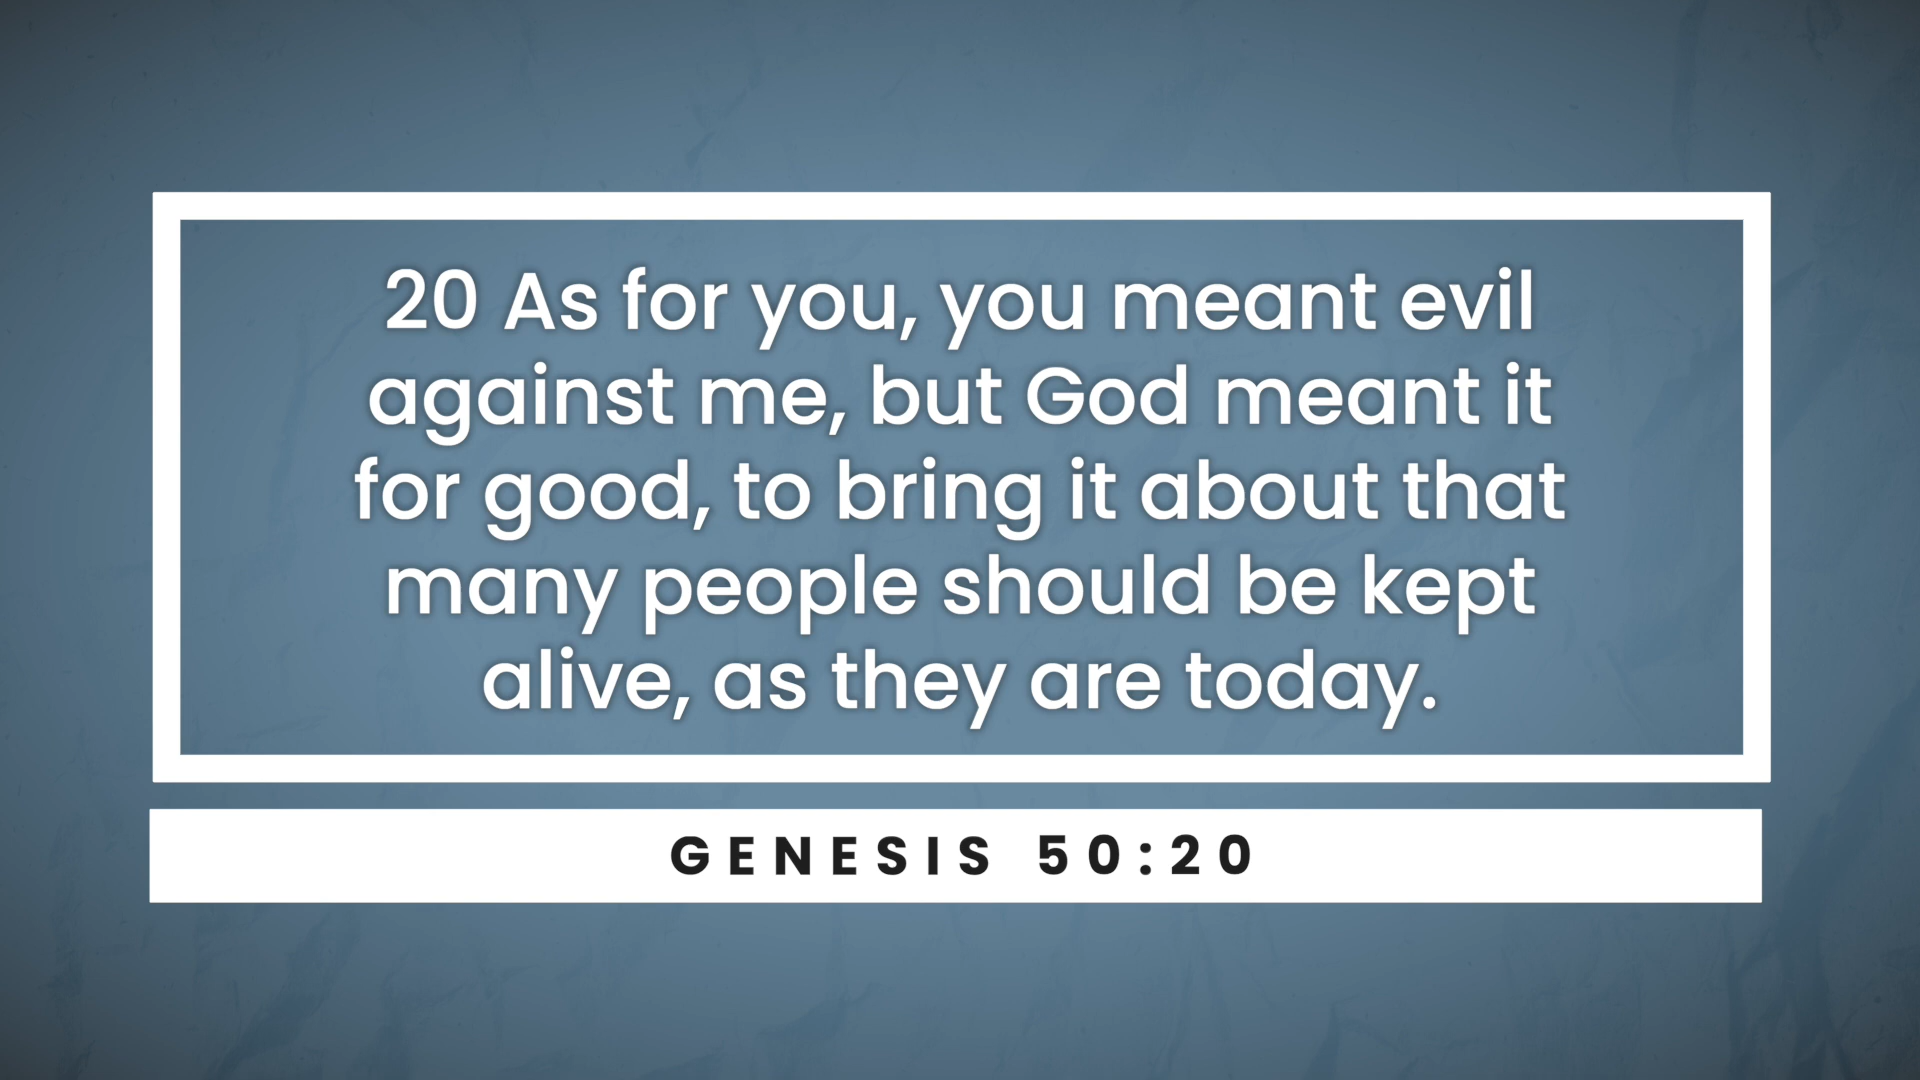 20 As for you, you meant evil
against me, but God meant it
for good, to bring it about that
many people should be kept
alive, as they are today.
GENESIS 50:20